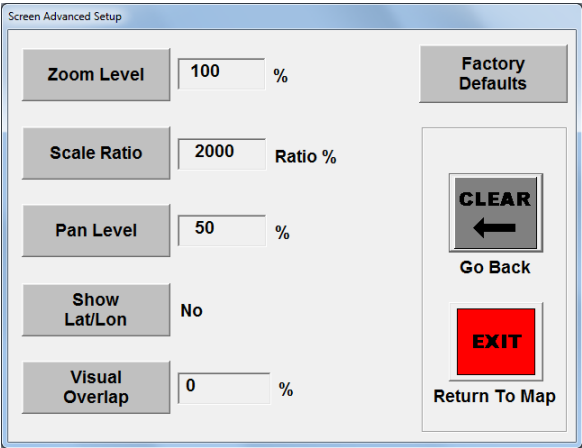 Screen Advanced Setup
Zoom Level 100 %
Factory
Defaults
Scale Ratio 2000 Ratio %
Pan Level 50 %
CLEAR
Go Back
Show
Lat/Lon
No
EXIT
Return To Map
Visual
Overlap
0 %